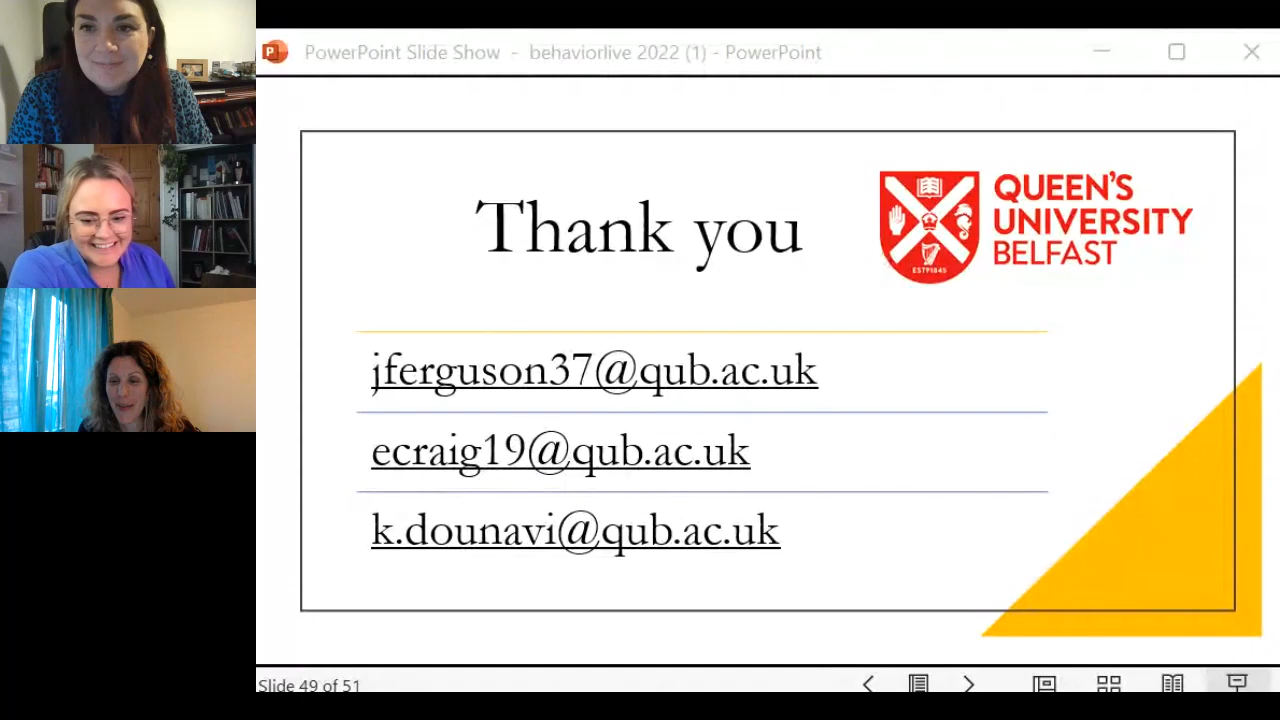 PowerPoint Slide Show - behaviorlive 2022 (1) - PowerPoint
Thank you
QUEEN'S
UNIVERSITY
BELFAST
ESTD1845
jferguson37@qub.ac.uk
ecraig19@qub.ac.uk
k.dounavi@qub.ac.uk
Slide 49 of 51